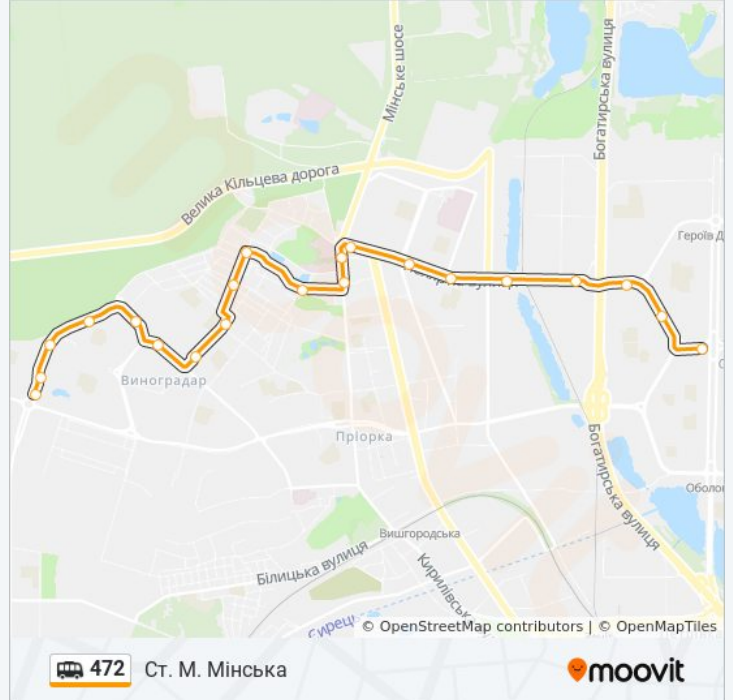 Мінське шосе
Богатирська вулиця
Велика Кільцева дорога
Героїв Д
Виноградар
Пріорка
Богатирська вулиця
Оболо
Вишгородська
Білицька вулиця
Кирилівськ
Сирець
© OpenStreetMap contributors | © OpenMapTiles
472 Ст. М. Мінська
moovit